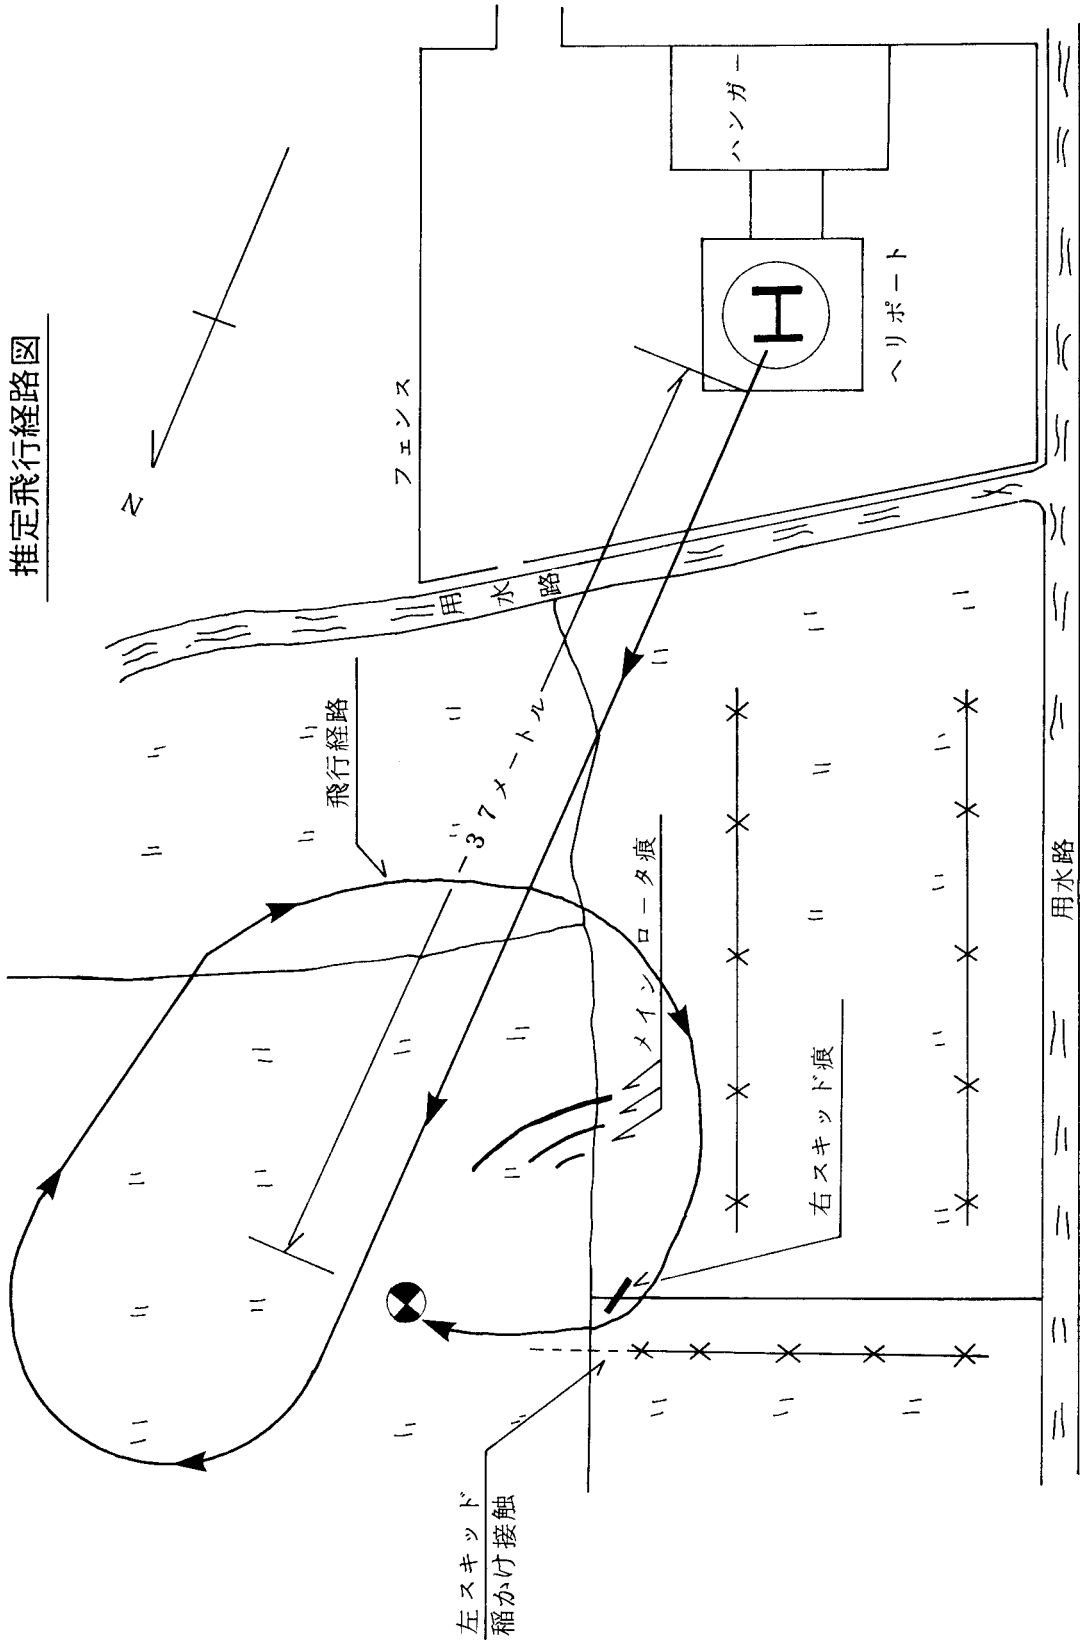 推定飛行経路図
N
フェンス
ハンガー
ヘリポート
用水路
飛行経路
37メートル
メインロータ痕
右スキッド痕
用水路
左スキッド
稲かけ接触
H